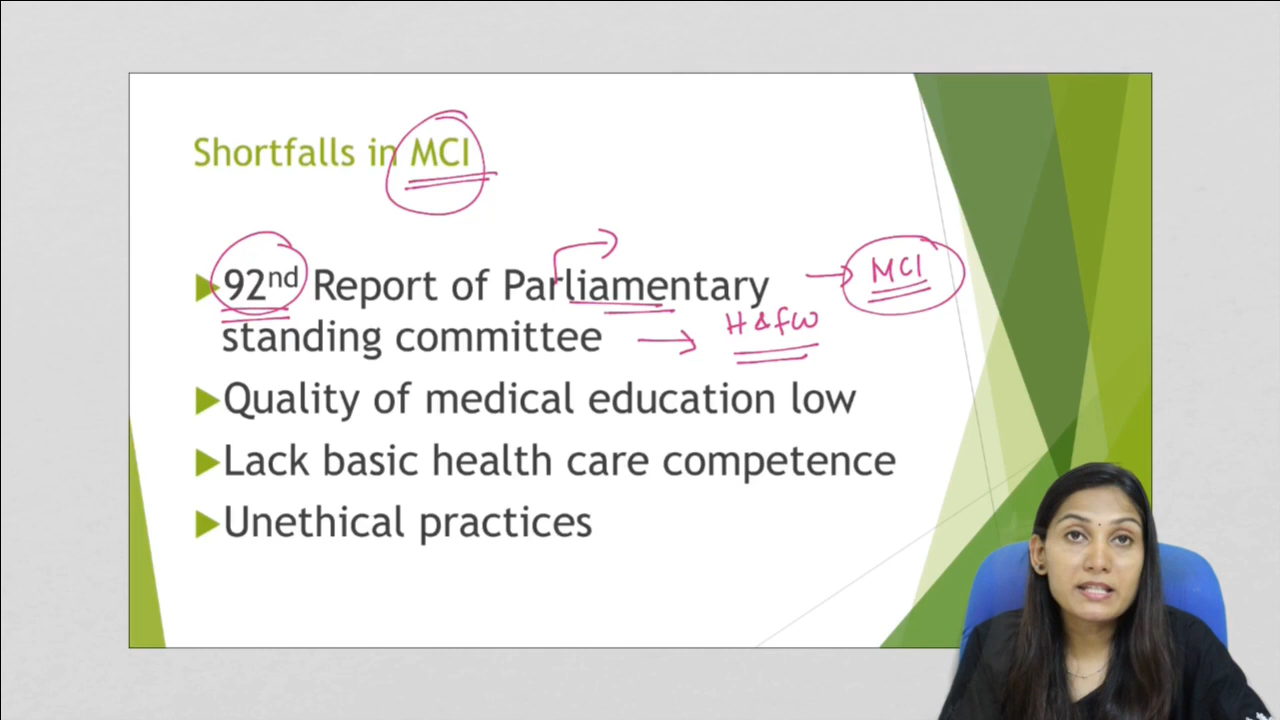 Shortfalls in MCI
92nd Report of Parliamentary → MCI
standing committee → H & FW
Quality of medical education low
Lack basic health care competence
Unethical practices